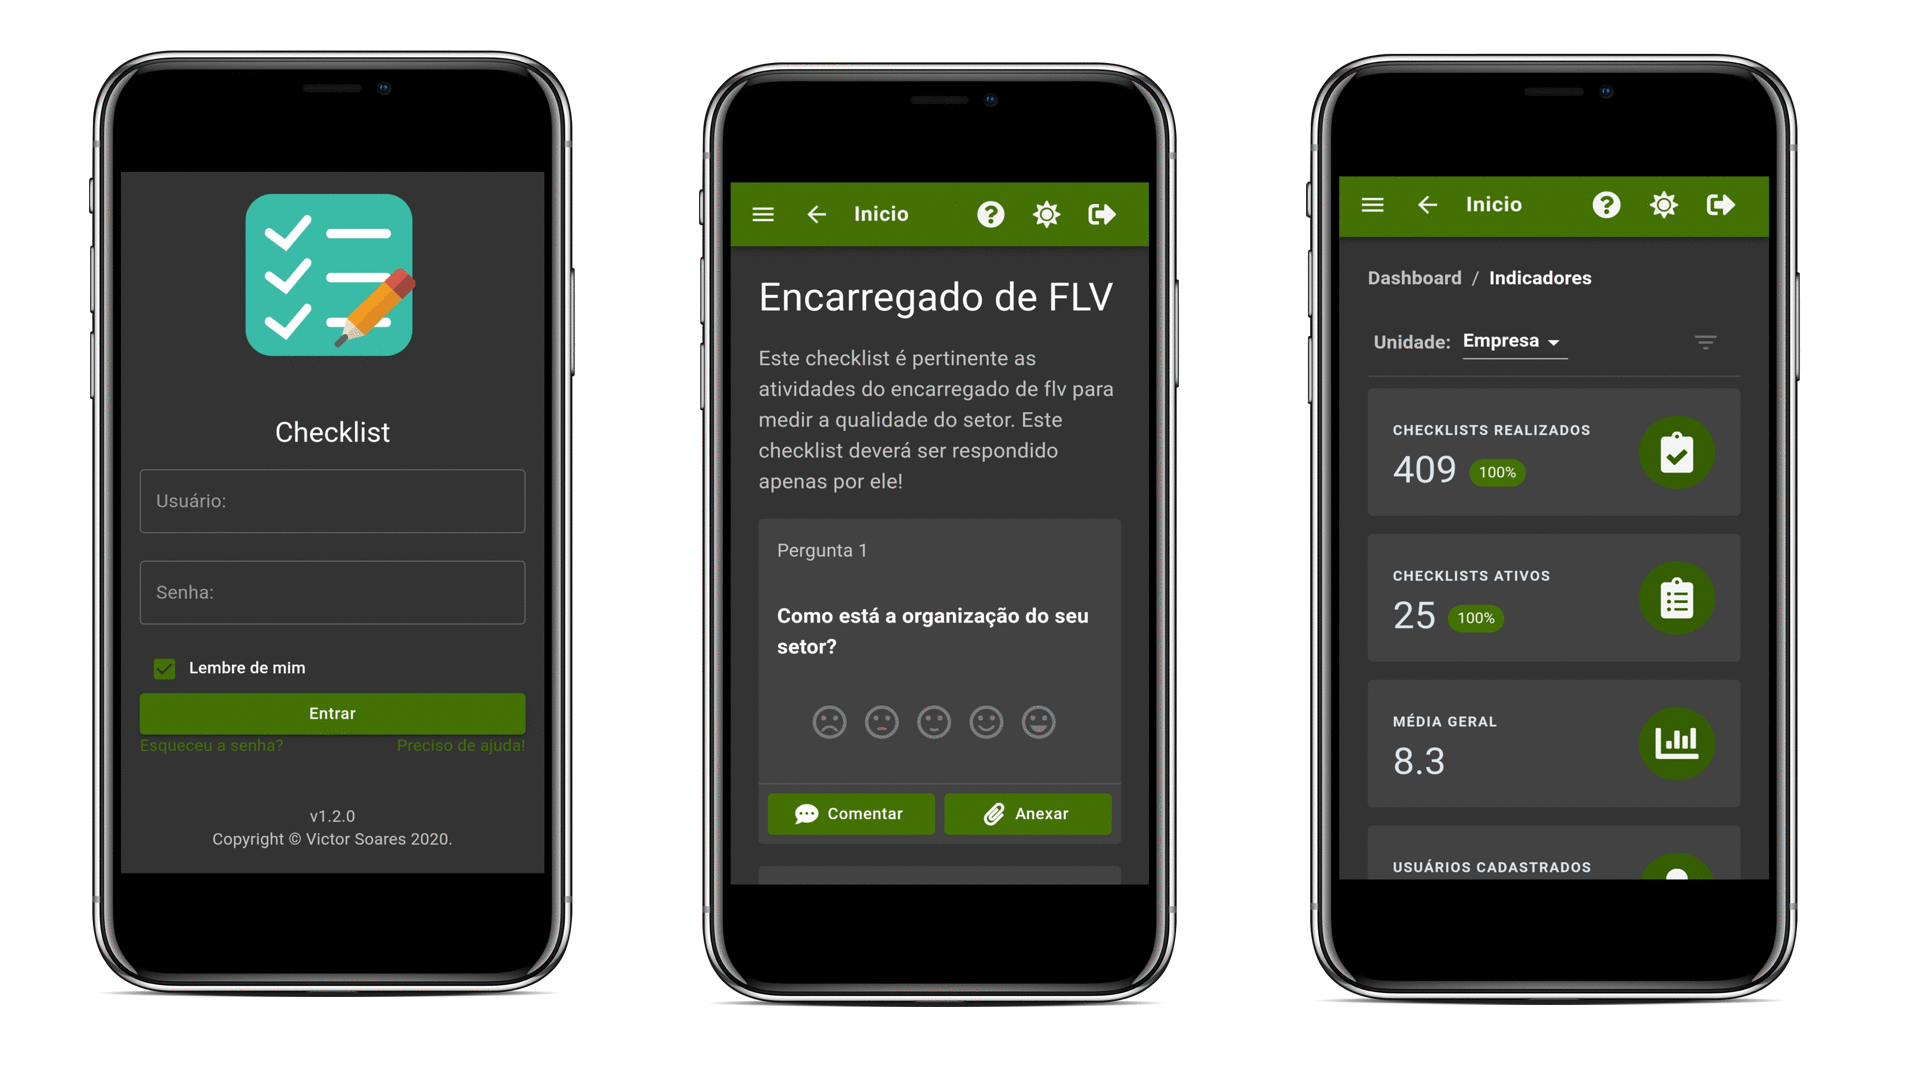 Checklist
Usuário:
Senha:
Lembre de mim
Entrar
Esqueceu a senha? Preciso de ajuda!
v1.2.0
Copyright © Victor Soares 2020.
Inicio
Encarregado de FLV
Este checklist é pertinente as
atividades do encarregado de flv para
medir a qualidade do setor. Este
checklist deverá ser respondido
apenas por ele!
Pergunta 1
Como está a organização do seu
setor?
Comentar Anexar
Inicio
Dashboard / Indicadores
Unidade: Empresa
CHECKLISTS REALIZADOS
409 100%
CHECKLISTS ATIVOS
25 100%
MÉDIA GERAL
8.3
USUÁRIOS CADASTRADOS